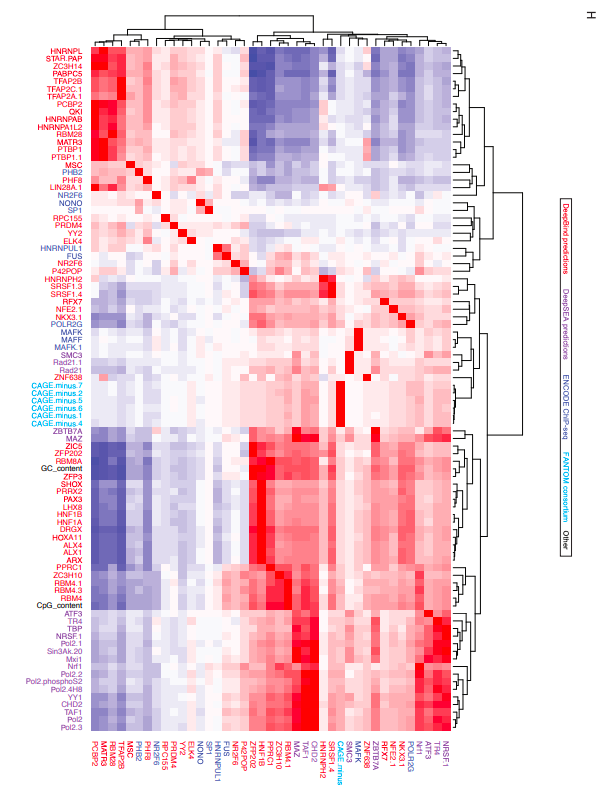 H
HNRNPL
STAR.PAP
ZC3H14
PABPC5
TFAP2B
TFAP2C.1
TFAP2A.1
PCBP2
QKI
HNRNPAB
HNRNPA1L2
RBM28
MATR3
PTBP1
PTBP1.1
MSC
PHB2
PHF8
LIN28A.1
NR2F6
NONO
SP1
RPC155
PRDM4
YY2
ELK4
HNRNPUL1
FUS
NR2F6
P42POP
HNRNPH2
SRSF1.3
SRSF1.4
RFX7
NFE2.1
NKX3.1
POLR2G
MAFK
MAFF
MAFK.1
SMC3
Rad21.1
Rad21
ZNF638
CAGE.minus.7
CAGE.minus.2
CAGE.minus.5
CAGE.minus.6
CAGE.minus.1
CAGE.minus.4
ZBTB7A
MAZ
ZIC5
ZFP202
RBM8A
GC_content
ZFP3
SHOX
PRRX2
PAX3
LHX8
HNF1B
HNF1A
DRGX
HOXA11
ALX4
ALX1
ARX
PPRC1
ZC3H10
RBM4.1
RBM4.3
RBM4
CpG_content
ATF3
TR4
TBP
NRSF.1
Pol2.1
Sin3Ak.20
Mxi1
Nrf1
Pol2.2
Pol2.phosphoS2
Pol2.4H8
YY1
CHD2
TAF1
Pol2
Pol2.3
PCBP2
MATR3
RBM28
TFAP2B
MSC
PHB2
PHF8
NR2F6
RPC155
PRDM4
YY2
ELK4
NONO
SP1
HNRNPUL1
FUS
NR2F6
P42POP
ZFP202
HNF1B
PPRC1
ZC3H10
RBM4.1
MAZ
TAF1
CHD2
HNRNPH2
SRSF1.4
CAGE.minus
SMC3
MAFK
ZNF638
ZBTB7A
RFX7
NFE2.1
NKX3.1
POLR2G
Nrf1
ATF3
TR4
NRSF.1
DeepBind predictions DeepSEA predictions ENCODE ChIP-seq FANTOM consortium Other